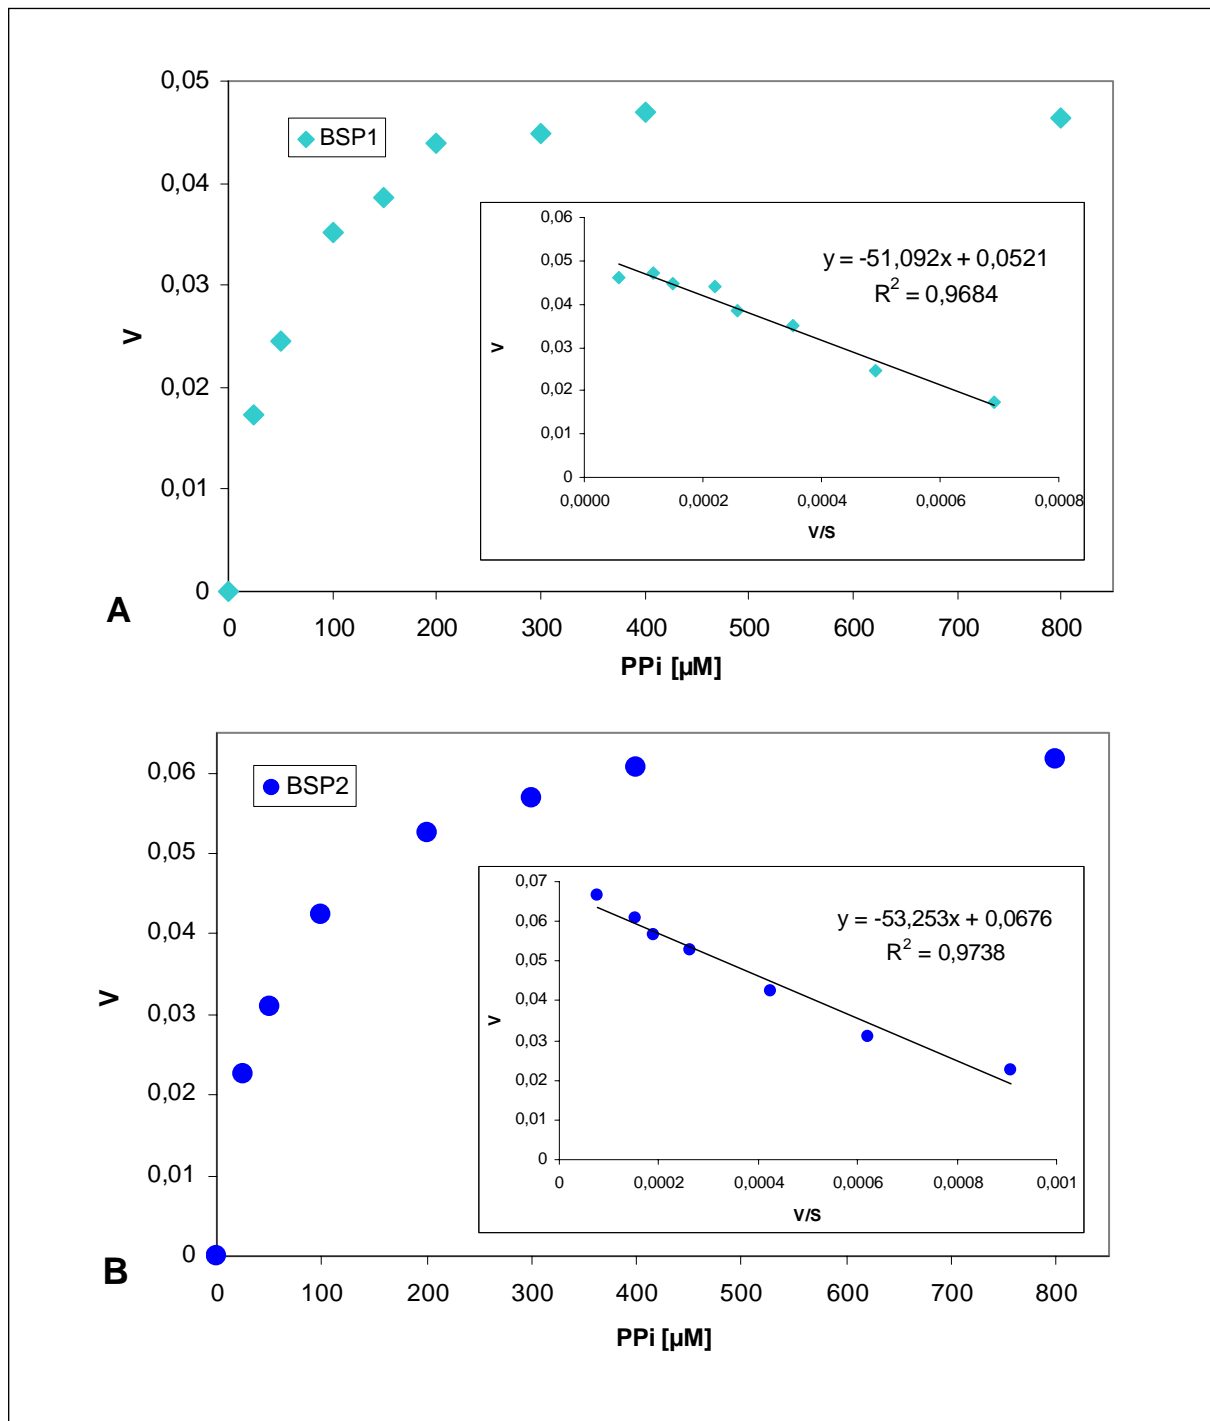 0,05
BSP1
0,04
0,03
0,02
0,01
0
V
0,06
0,05
0,04
0,03
0,02
0,01
0
V
y = -51,092x + 0,0521
R² = 0,9684
0,0000 0,0002 0,0004 0,0006 0,0008
V/S
A
0 100 200 300 400 500 600 700 800
PPi [µM]
0,06
BSP2
0,05
0,04
0,03
0,02
0,01
0
V
0,07
0,06
0,05
0,04
0,03
0,02
0,01
0
V
y = -53,253x + 0,0676
R² = 0,9738
0 0,0002 0,0004 0,0006 0,0008 0,001
V/S
B
0 100 200 300 400 500 600 700 800
PPi [µM]